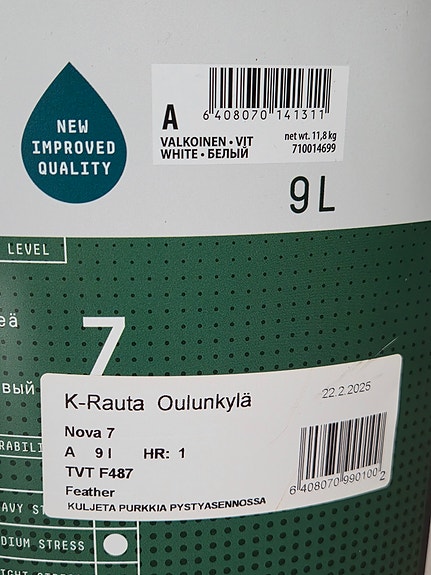 NEW
IMPROVED
QUALITY
6 408070 141311
A
VALKOINEN • VIT
WHITE • БЕЛЫЙ
net wt. 11,8 kg
710014699
9 L
LEVEL
7
K-Rauta Oulunkylä
22.2.2025
Nova 7
A 9 l HR: 1
TVT F487
Feather
KULJETA PURKKIA PYSTYASENNOSSA
6 408070 990100 2
DIUM STRESS